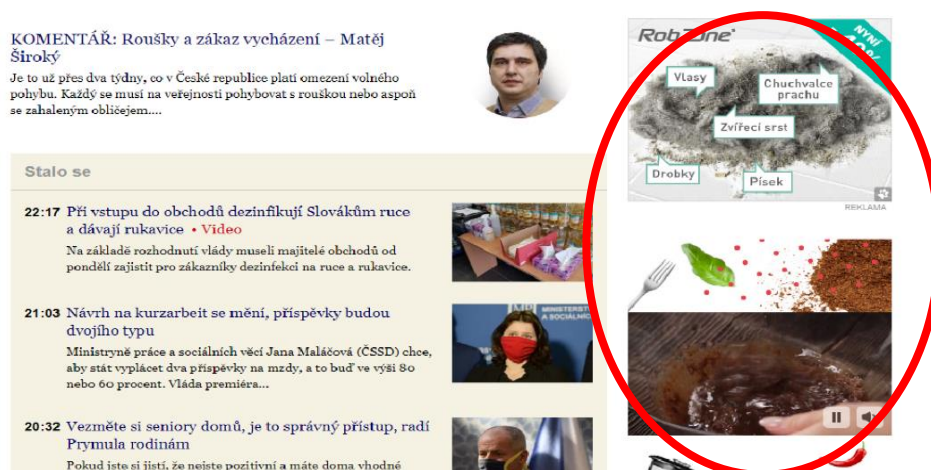 KOMENTÁŘ: Roušky a zákaz vycházení – Matěj
Široký
Je to už přes dva týdny, co v České republice platí omezení volného
pohybu. Každý se musí na veřejnosti pohybovat s rouškou nebo aspoň
se zahaleným obličejem....
Stalo se
22:17 Při vstupu do obchodů dezinfikují Slovákům ruce
a dávají rukavice • Video
Na základě rozhodnutí vlády museli majitelé obchodů od
pondělí zajistit pro zákazníky dezinfekci na ruce a rukavice.
21:03 Návrh na kurzarbeit se mění, příspěvky budou
dvojího typu
Ministryně práce a sociálních věcí Jana Maláčová (ČSSD) chce,
aby stát vyplácet dva příspěvky na mzdy, a to buď ve výši 80
nebo 60 procent. Vláda premiéra...
MINISTERST
A SOCIÁLNÍC
20:32 Vezměte si seniory domů, je to správný přístup, radí
Prymula rodinám
Pokud jste si jistí, že nejste pozitivní a máte doma vhodné
RobZone
NYNÍ
Vlasy
Chuchvalce
prachu
Zvířecí srst
Drobky
Písek
REKLAMA